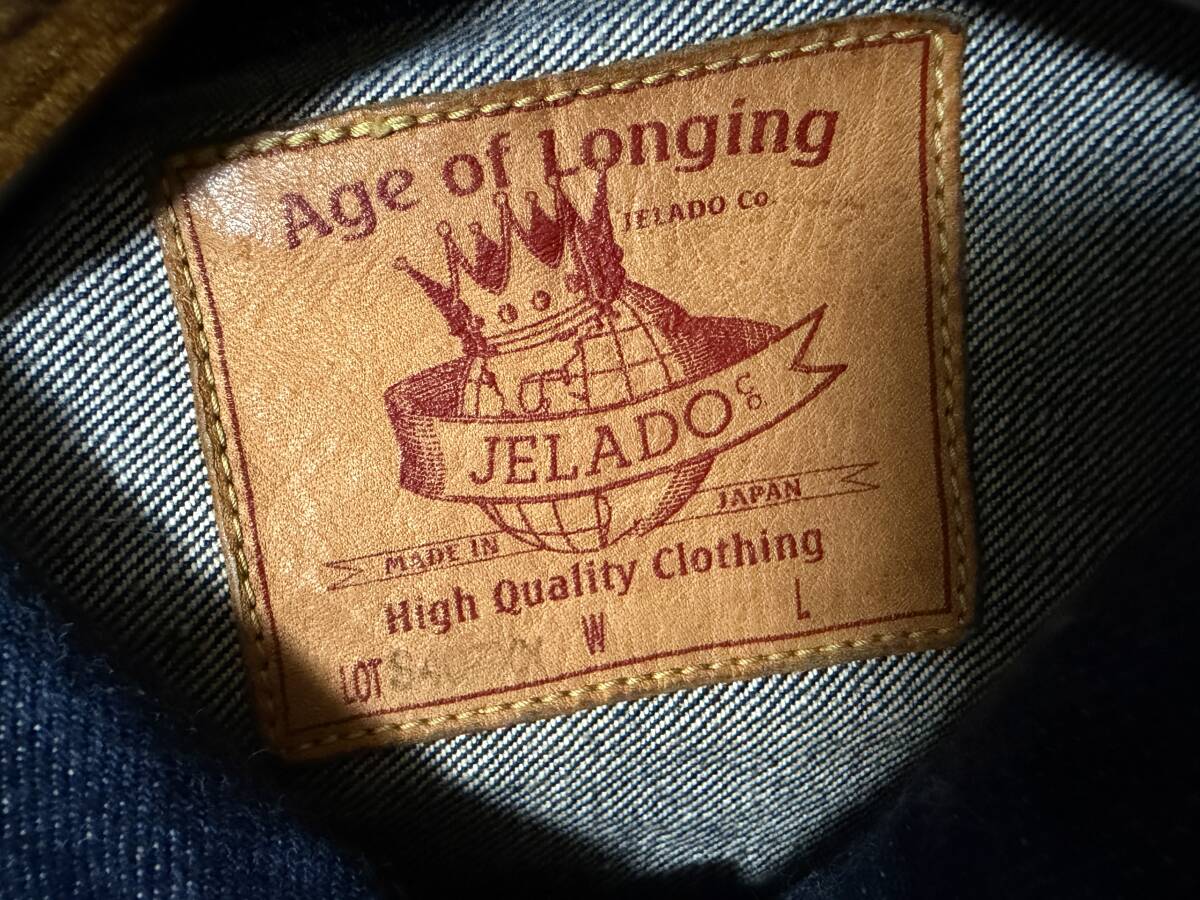 Age of Longing
JELADO Co.
JELADO Co
MADE IN JAPAN
High Quality Clothing
W L
LOT